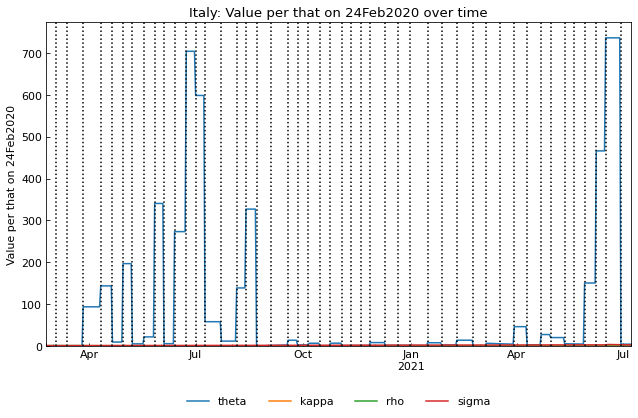 Italy: Value per that on 24Feb2020 over time
Value per that on 24Feb2020
700
600
500
400
300
200
100
0
Apr Jul Oct Jan Apr Jul
2021
theta kappa rho sigma